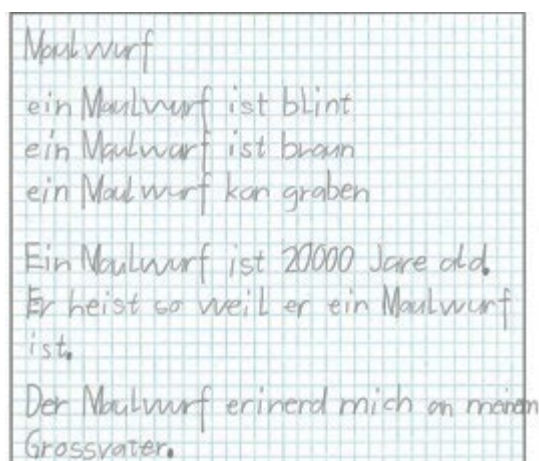 Maulwurf
ein Maulwurf ist blint
ein Maulwurf ist braun
ein Maulwurf kan graben
Ein Maulwurf ist 20000 Jare old.
Er heist so weil er ein Maulwurf
ist.
Der Maulwurf erinerd mich an meinen
Grossvater.